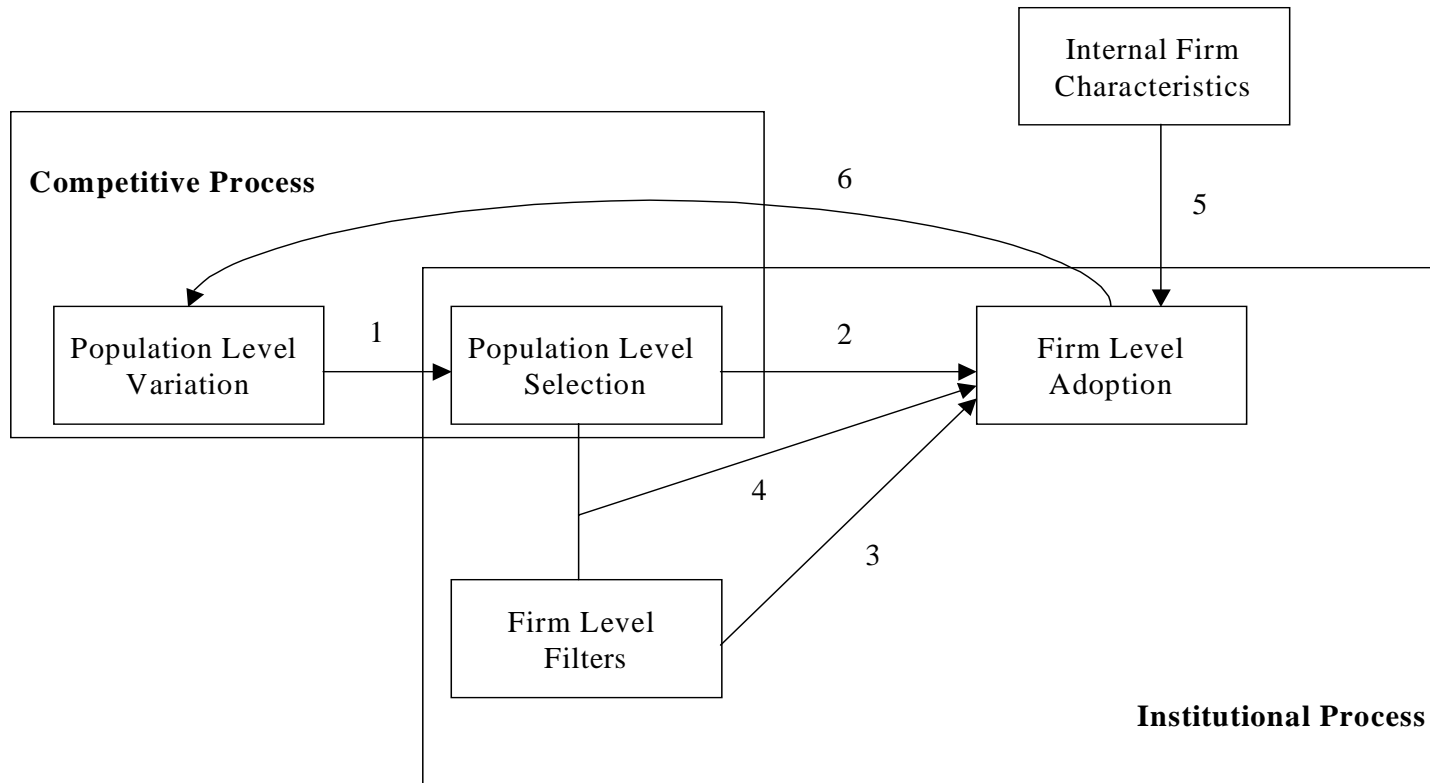 Internal Firm
Characteristics
Competitive Process
6
5
Population Level
Variation
1
Population Level
Selection
2
Firm Level
Adoption
4
3
Firm Level
Filters
Institutional Process